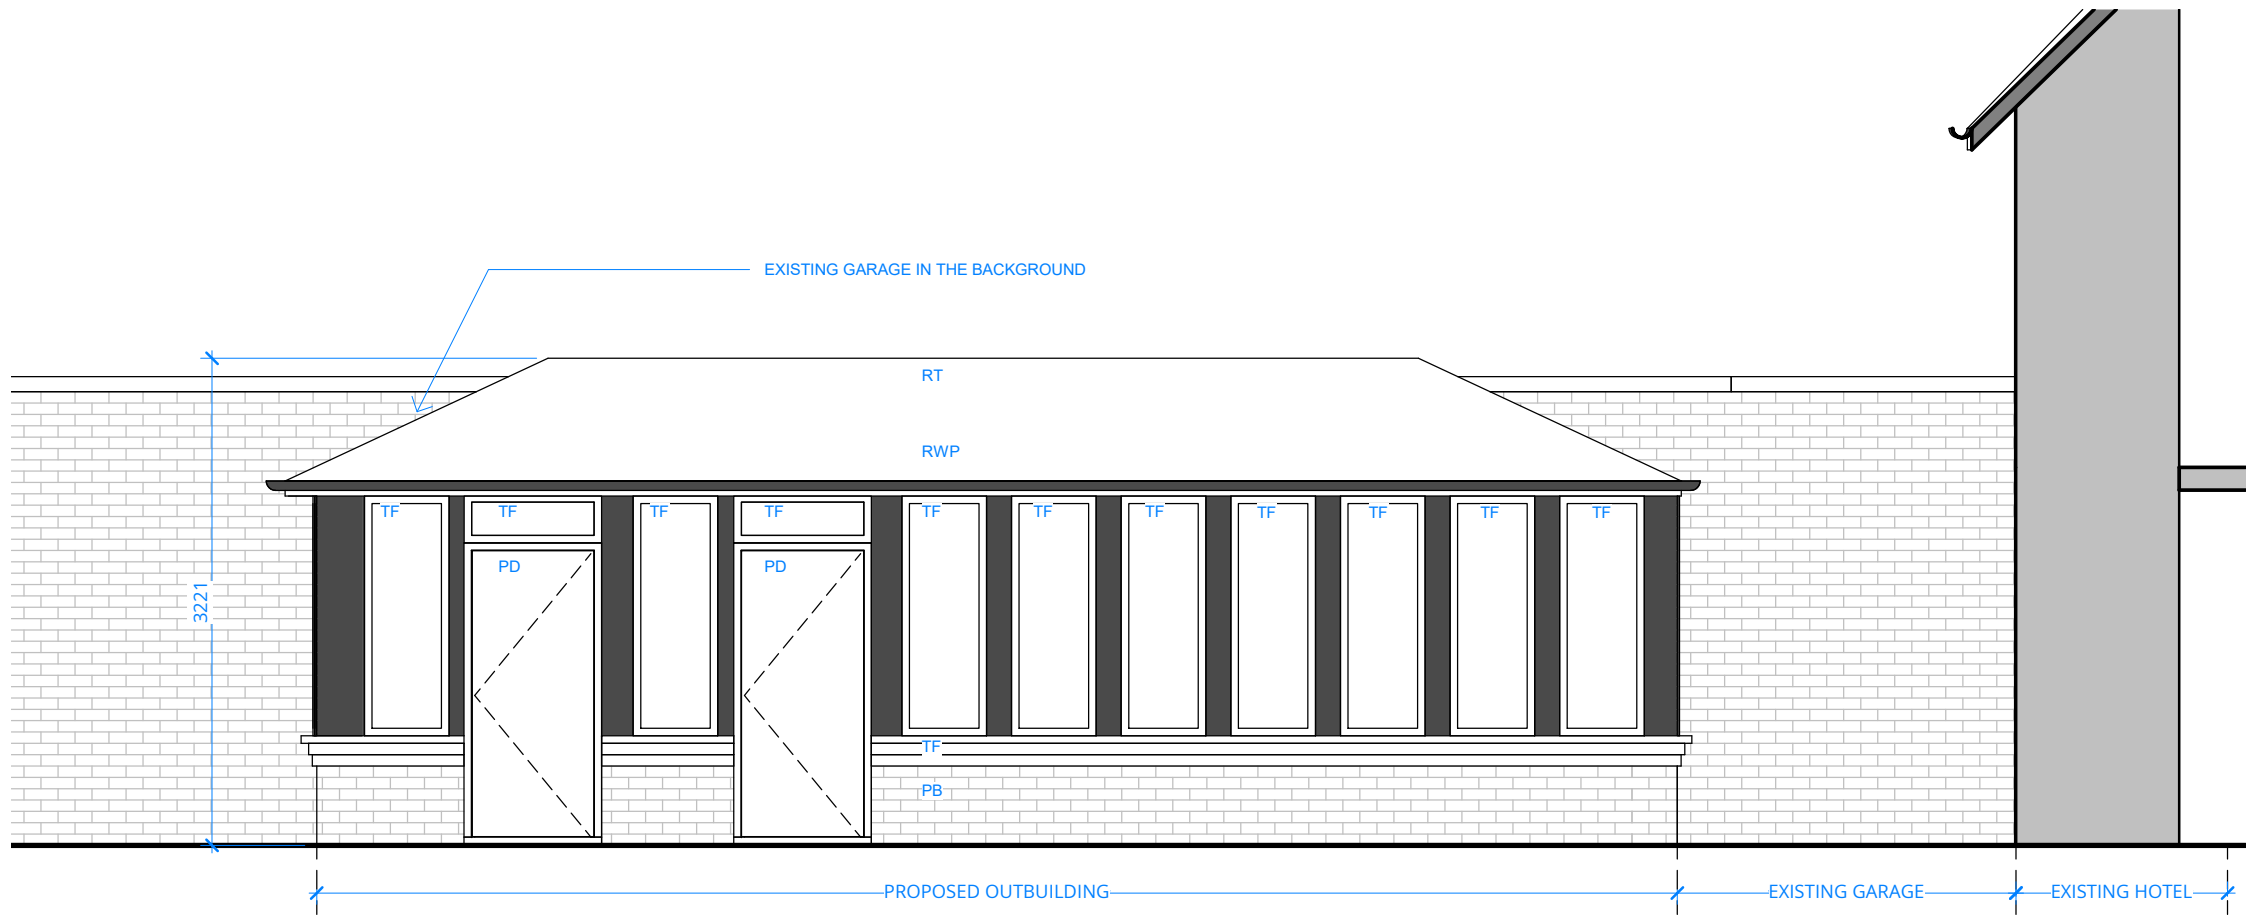 EXISTING GARAGE IN THE BACKGROUND
RT
RWP
TF TF TF TF TF TF TF TF TF TF TF
PD PD
3221
TF
PB
PROPOSED OUTBUILDING EXISTING GARAGE EXISTING HOTEL